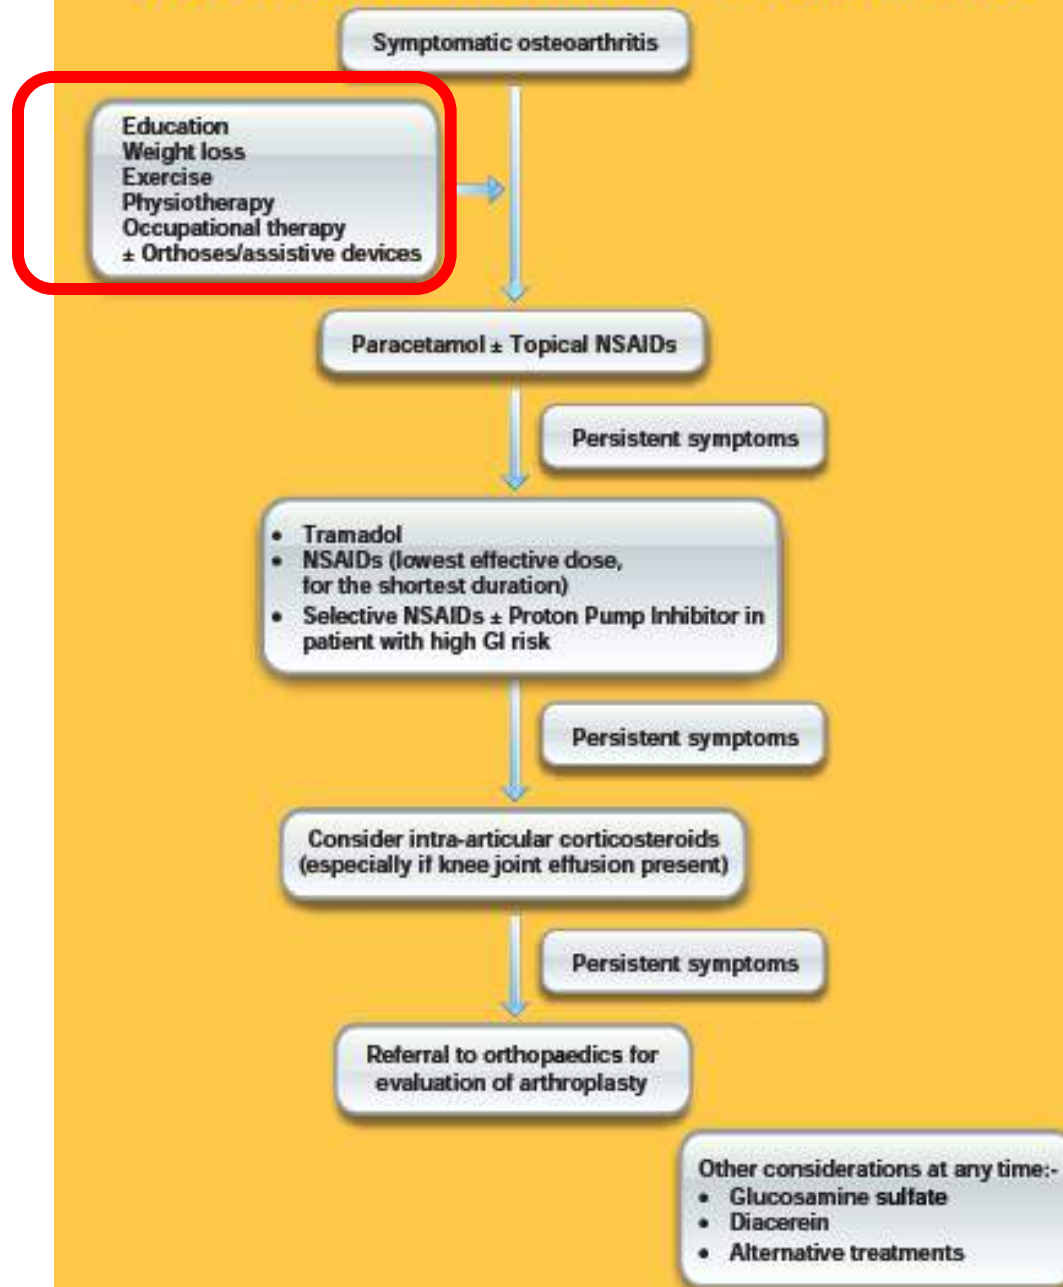 Symptomatic osteoarthritis
Education
Weight loss
Exercise
Physiotherapy
Occupational therapy
± Orthoses/assistive devices
Paracetamol ± Topical NSAIDs
Persistent symptoms
• Tramadol
• NSAIDs (lowest effective dose,
for the shortest duration)
• Selective NSAIDs ± Proton Pump Inhibitor in
patient with high GI risk
Persistent symptoms
Consider intra-articular corticosteroids
(especially if knee joint effusion present)
Persistent symptoms
Referral to orthopaedics for
evaluation of arthroplasty
Other considerations at any time:-
• Glucosamine sulfate
• Diacerein
• Alternative treatments